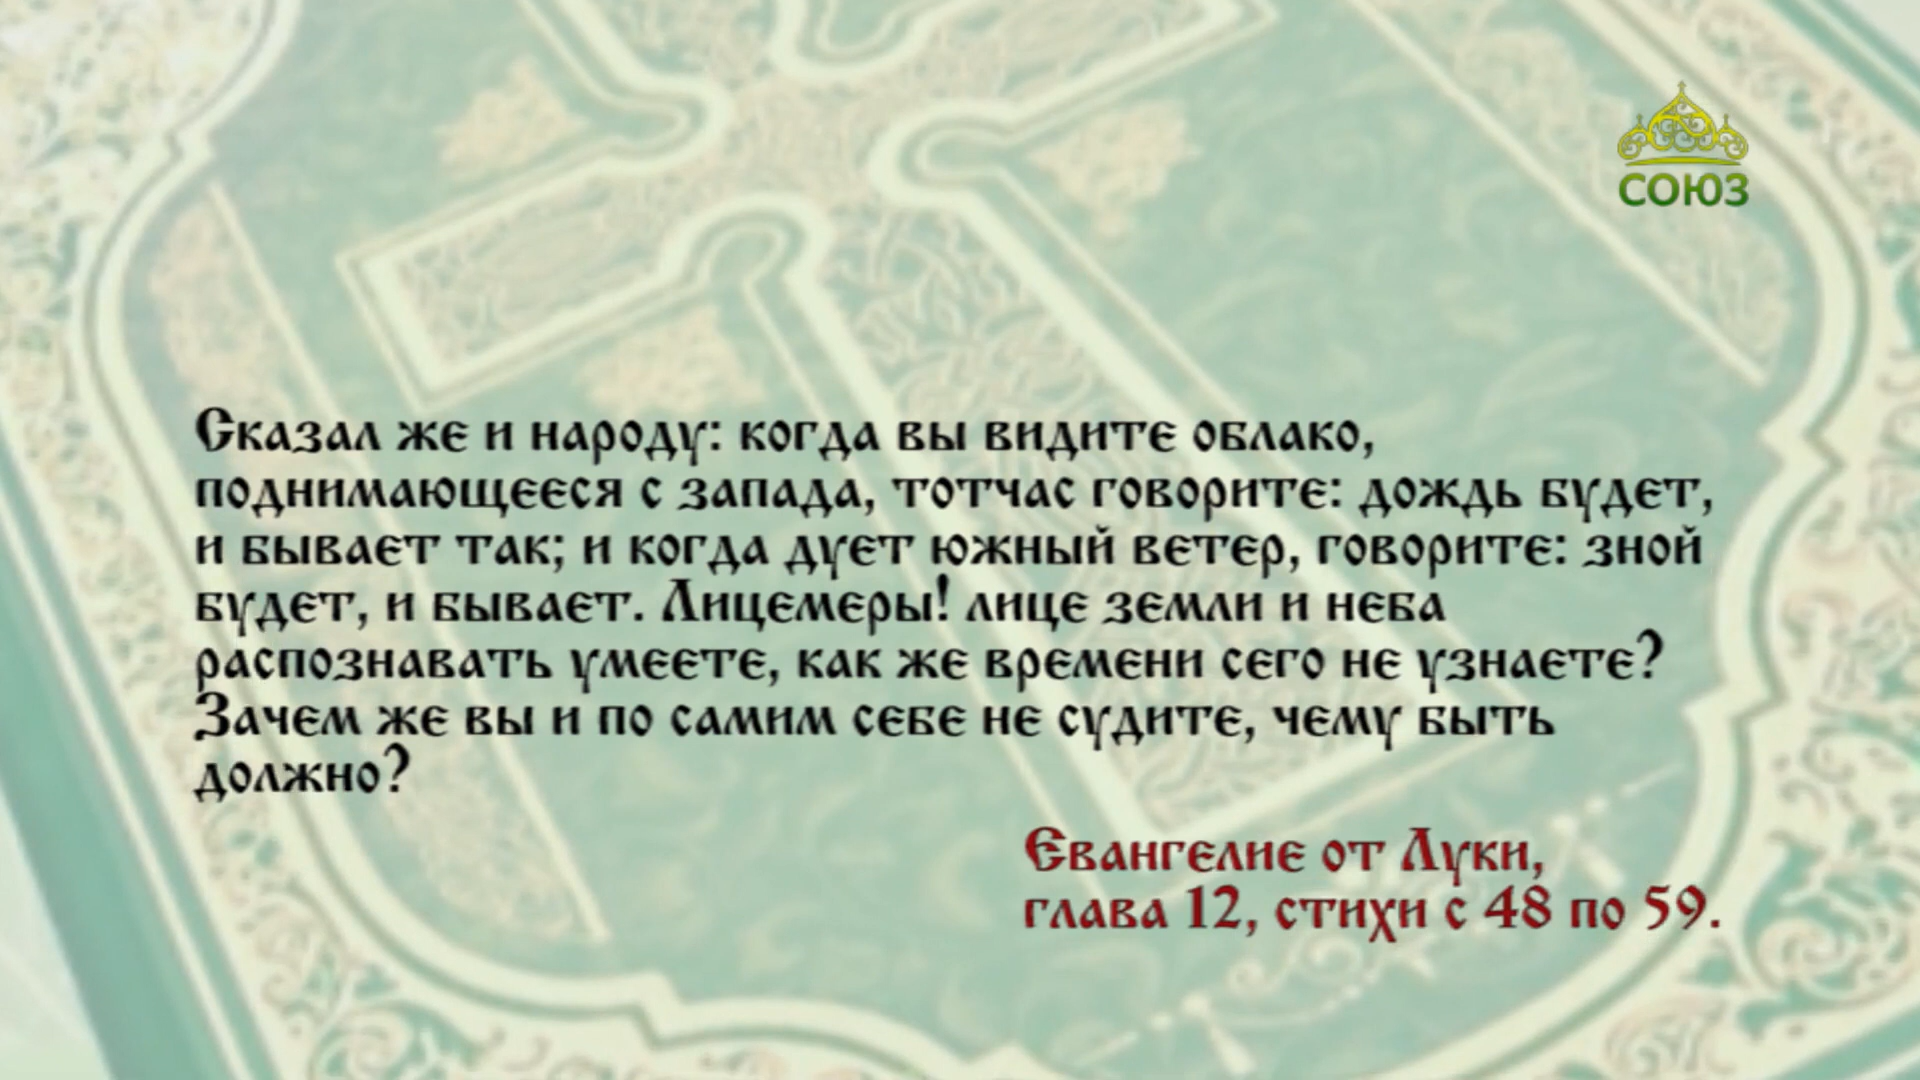 СОЮЗ
Сказал же и народу: когда вы видите облако,
поднимающееся с запада, тотчас говорите: дождь будет,
и бывает так; и когда дует южный ветер, говорите: зной
будет, и бывает. Лицемеры! лице земли и неба
распознавать умеете, как же времени сего не узнаете?
Зачем же вы и по самим себе не судите, чему быть
должно?
Евангелие от Луки,
глава 12, стихи с 48 по 59.